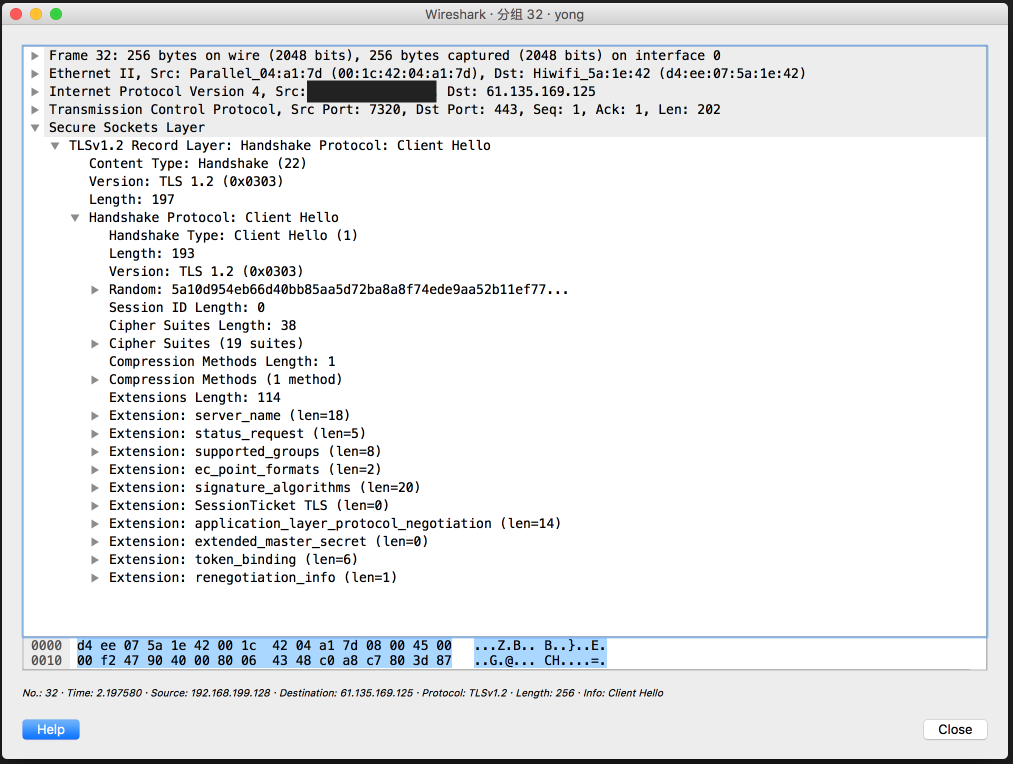 Wireshark · 分组 32 · yong
Frame 32: 256 bytes on wire (2048 bits), 256 bytes captured (2048 bits) on interface 0
Ethernet II, Src: Parallel_04:a1:7d (00:1c:42:04:a1:7d), Dst: Hiwifi_5a:1e:42 (d4:ee:07:5a:1e:42)
Internet Protocol Version 4, Src: Dst: 61.135.169.125
Transmission Control Protocol, Src Port: 7320, Dst Port: 443, Seq: 1, Ack: 1, Len: 202
Secure Sockets Layer
TLSv1.2 Record Layer: Handshake Protocol: Client Hello
Content Type: Handshake (22)
Version: TLS 1.2 (0x0303)
Length: 197
Handshake Protocol: Client Hello
Handshake Type: Client Hello (1)
Length: 193
Version: TLS 1.2 (0x0303)
Random: 5a10d954eb66d40bb85aa5d72ba8a8f74ede9aa52b11ef77...
Session ID Length: 0
Cipher Suites Length: 38
Cipher Suites (19 suites)
Compression Methods Length: 1
Compression Methods (1 method)
Extensions Length: 114
Extension: server_name (len=18)
Extension: status_request (len=5)
Extension: supported_groups (len=8)
Extension: ec_point_formats (len=2)
Extension: signature_algorithms (len=20)
Extension: SessionTicket TLS (len=0)
Extension: application_layer_protocol_negotiation (len=14)
Extension: extended_master_secret (len=0)
Extension: token_binding (len=6)
Extension: renegotiation_info (len=1)
0000 d4 ee 07 5a 1e 42 00 1c 42 04 a1 7d 08 00 45 00 ...Z.B.. B..}..E.
0010 00 f2 47 90 40 00 80 06 43 48 c0 a8 c7 80 3d 87 ..G.@... CH....=.
No.: 32 · Time: 2.197580 · Source: 192.168.199.128 · Destination: 61.135.169.125 · Protocol: TLSv1.2 · Length: 256 · Info: Client Hello
Help
Close